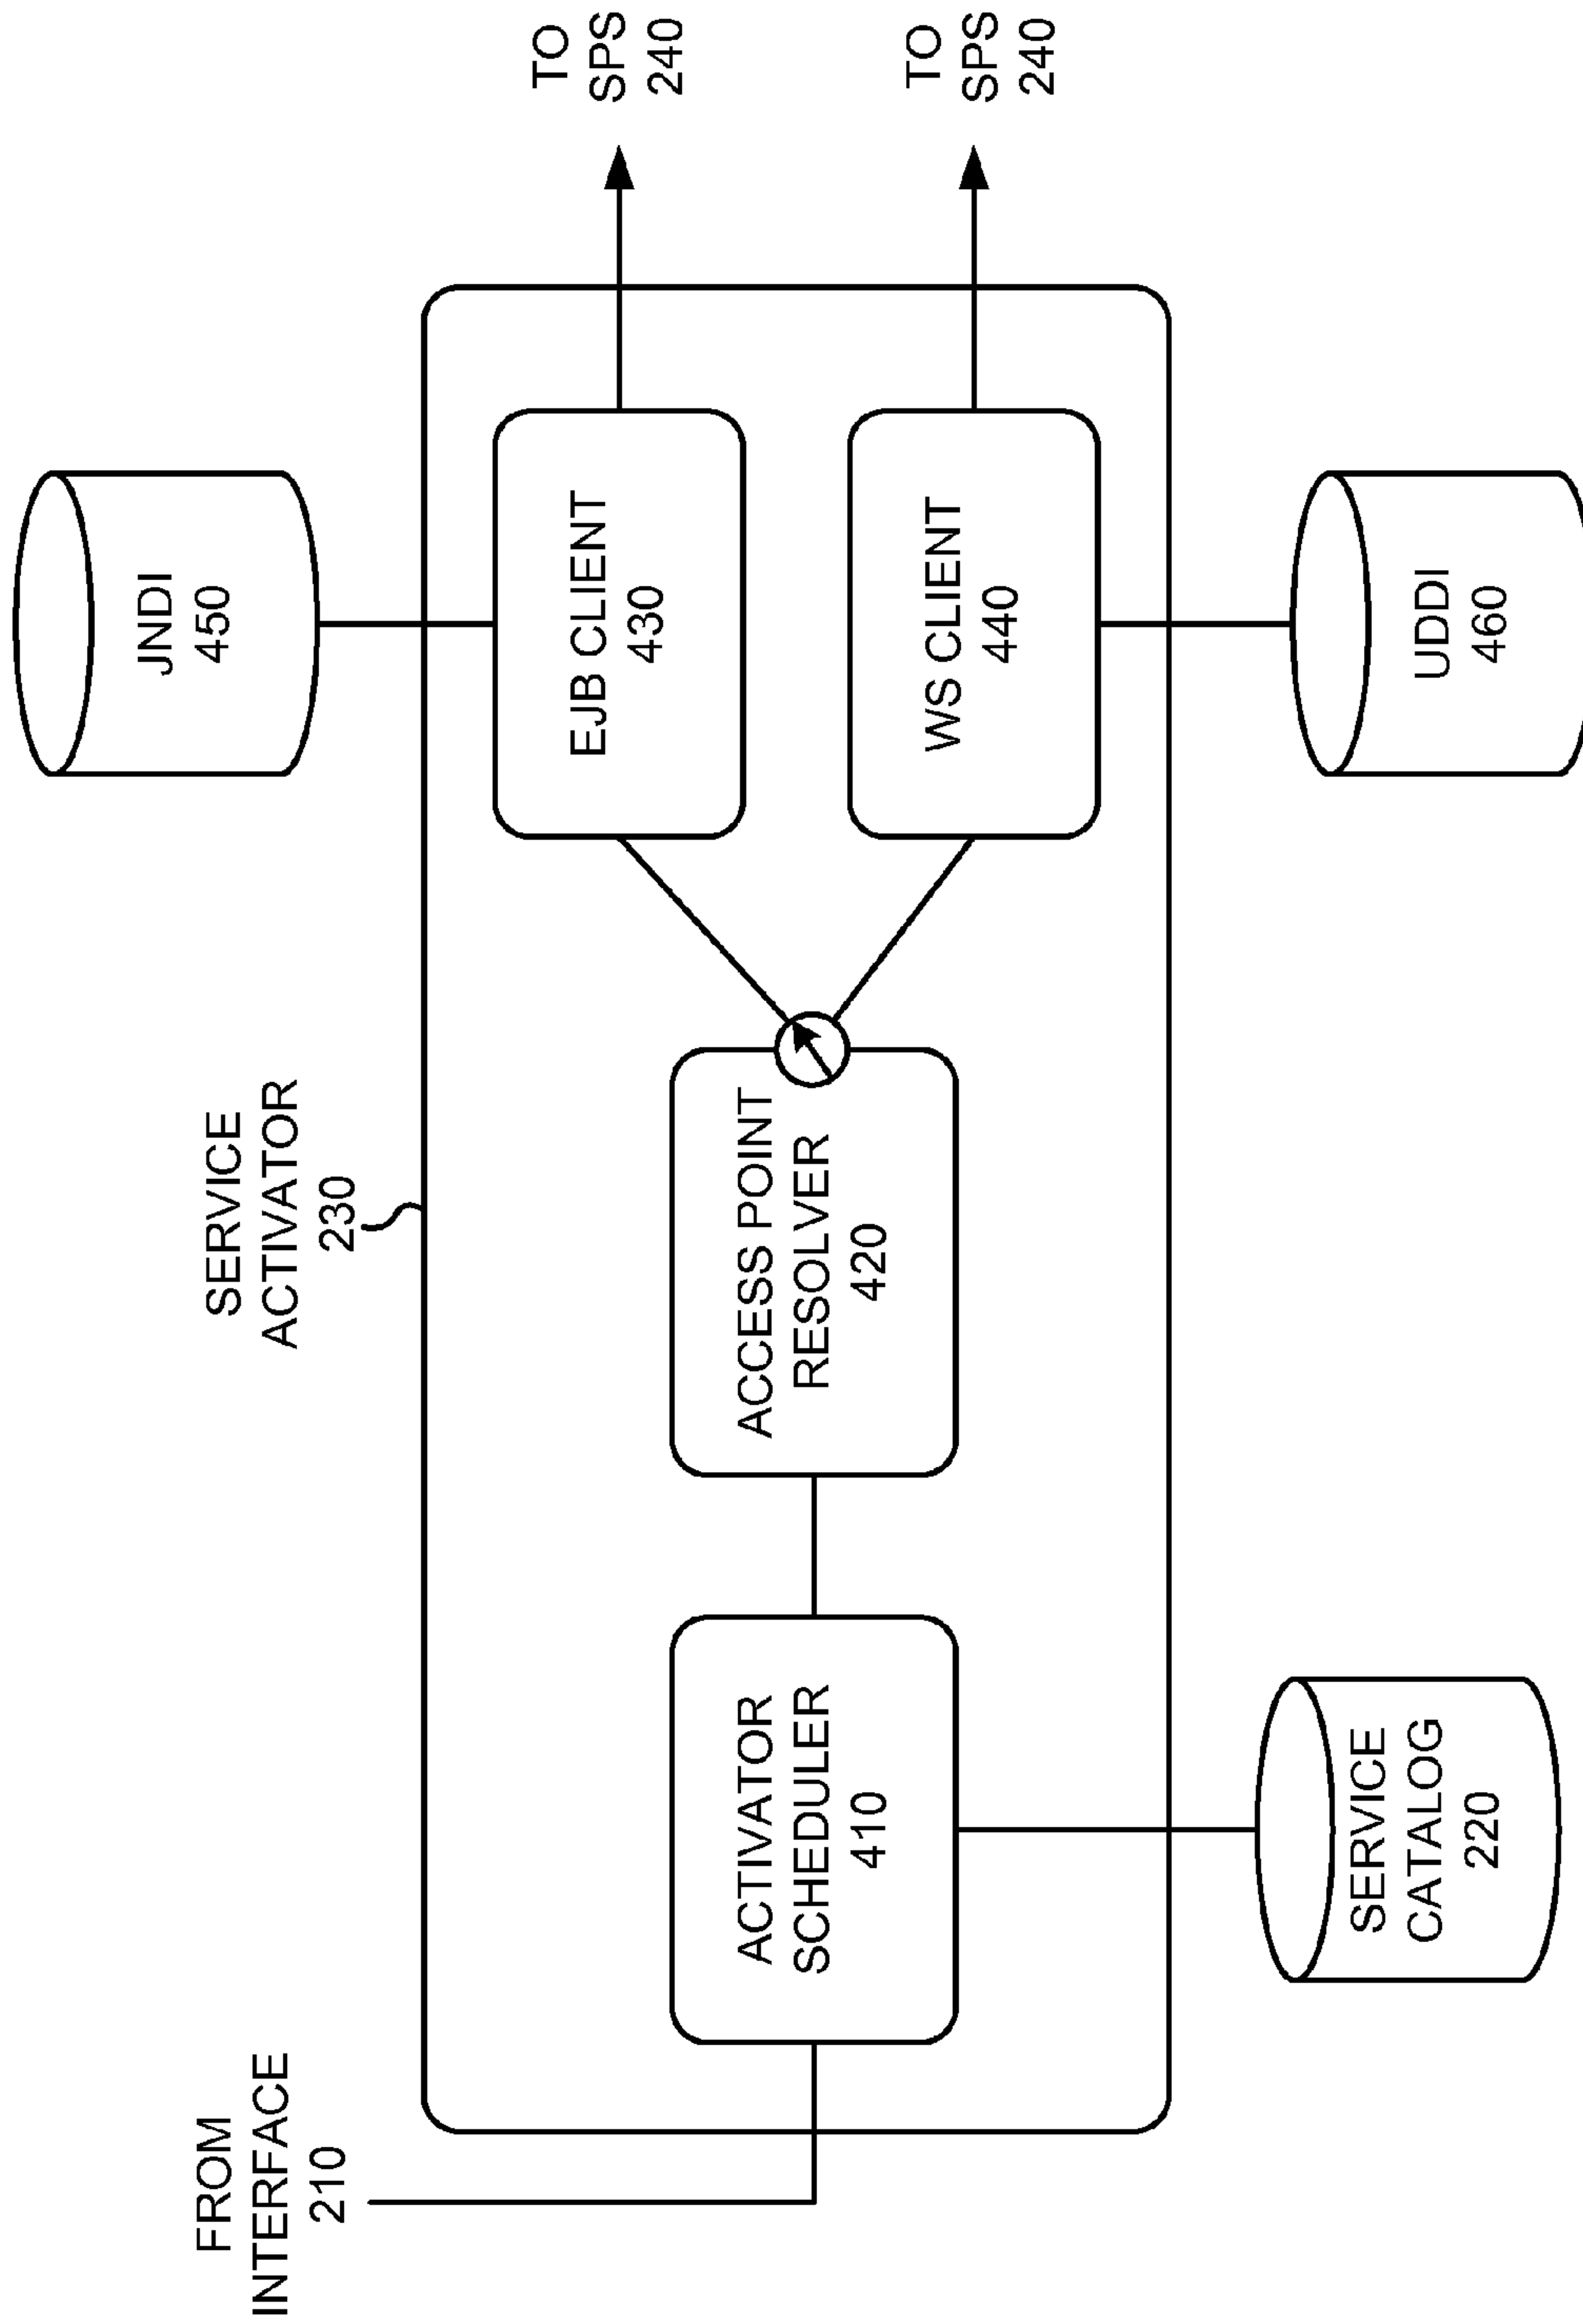 FROM
INTERFACE
210
SERVICE
ACTIVATOR
230
JNDI
450
TO
SPS
240
EJB CLIENT
430
ACTIVATOR
SCHEDULER
410
ACCESS POINT
RESOLVER
420
WS CLIENT
440
TO
SPS
240
SERVICE
CATALOG
220
UDDI
460